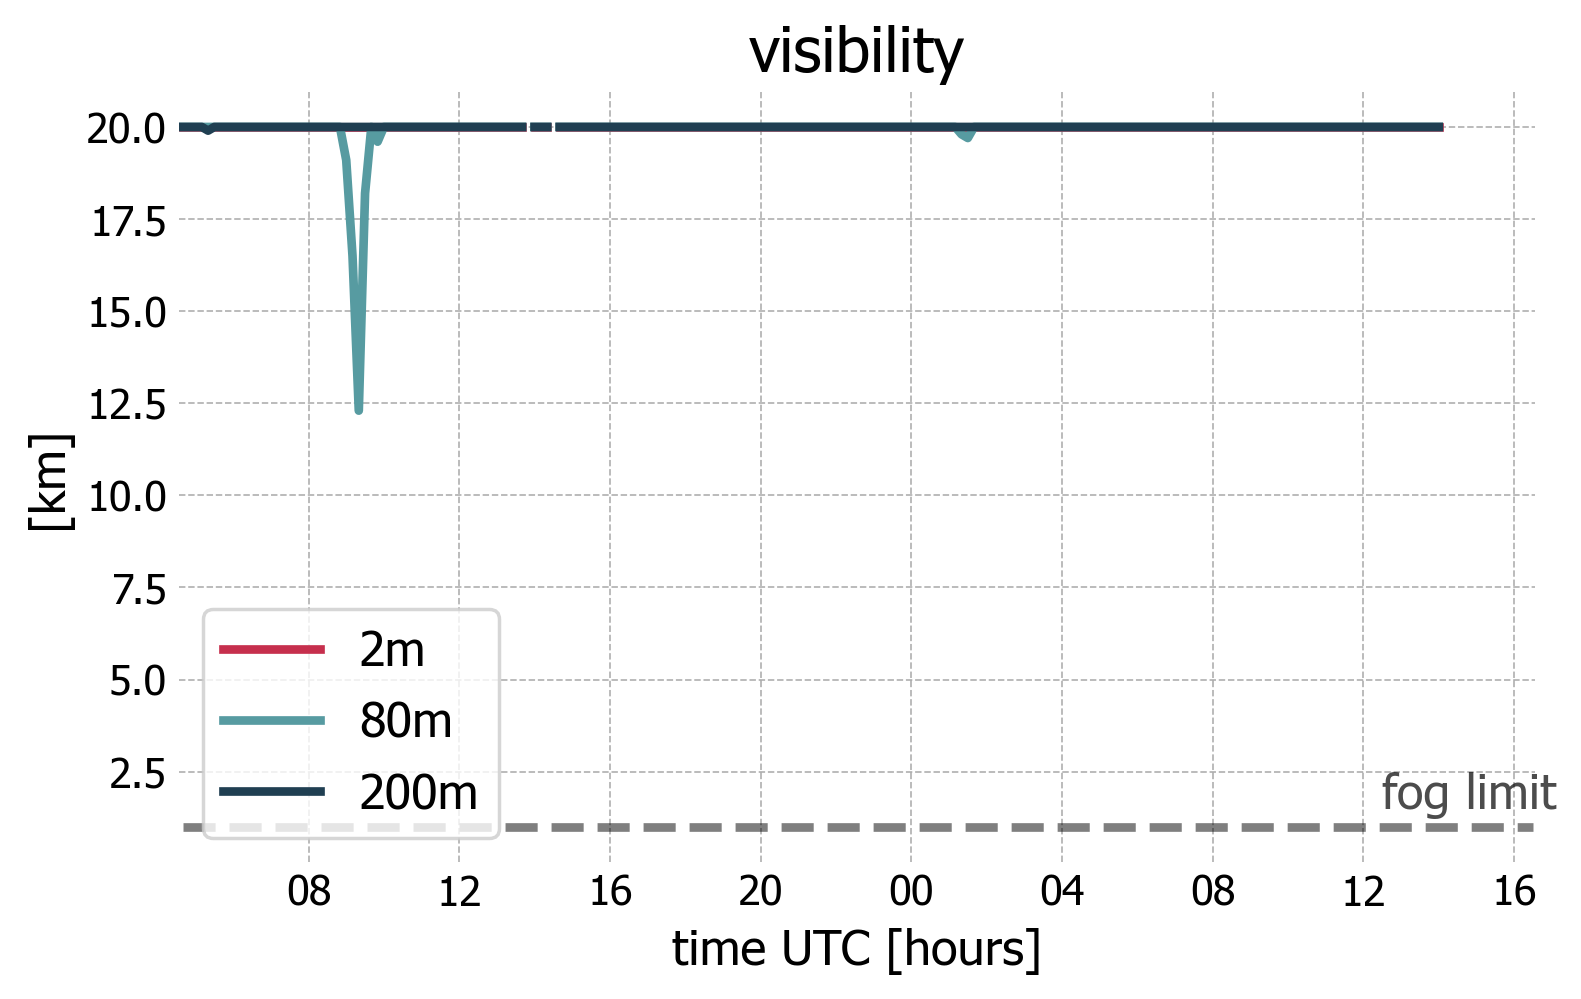 visibility
[km]
20.0
17.5
15.0
12.5
10.0
7.5
5.0
2.5
2m
80m
200m
fog limit
08 12 16 20 00 04 08 12 16
time UTC [hours]